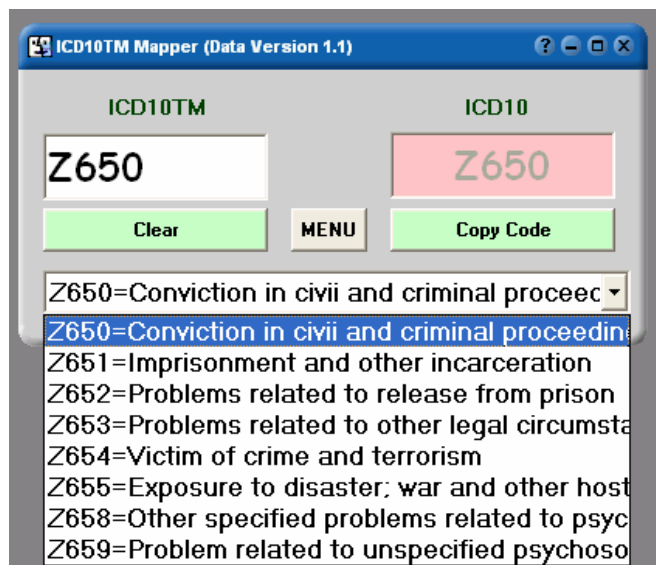 ICD10TM Mapper (Data Version 1.1)
ICD10TM ICD10
Z650 Z650
Clear MENU Copy Code
Z650=Conviction in civii and criminal proceec
Z650=Conviction in civii and criminal proceedin
Z651=Imprisonment and other incarceration
Z652=Problems related to release from prison
Z653=Problems related to other legal circumsta
Z654=Victim of crime and terrorism
Z655=Exposure to disaster; war and other host
Z658=Other specified problems related to psyc
Z659=Problem related to unspecified psychoso